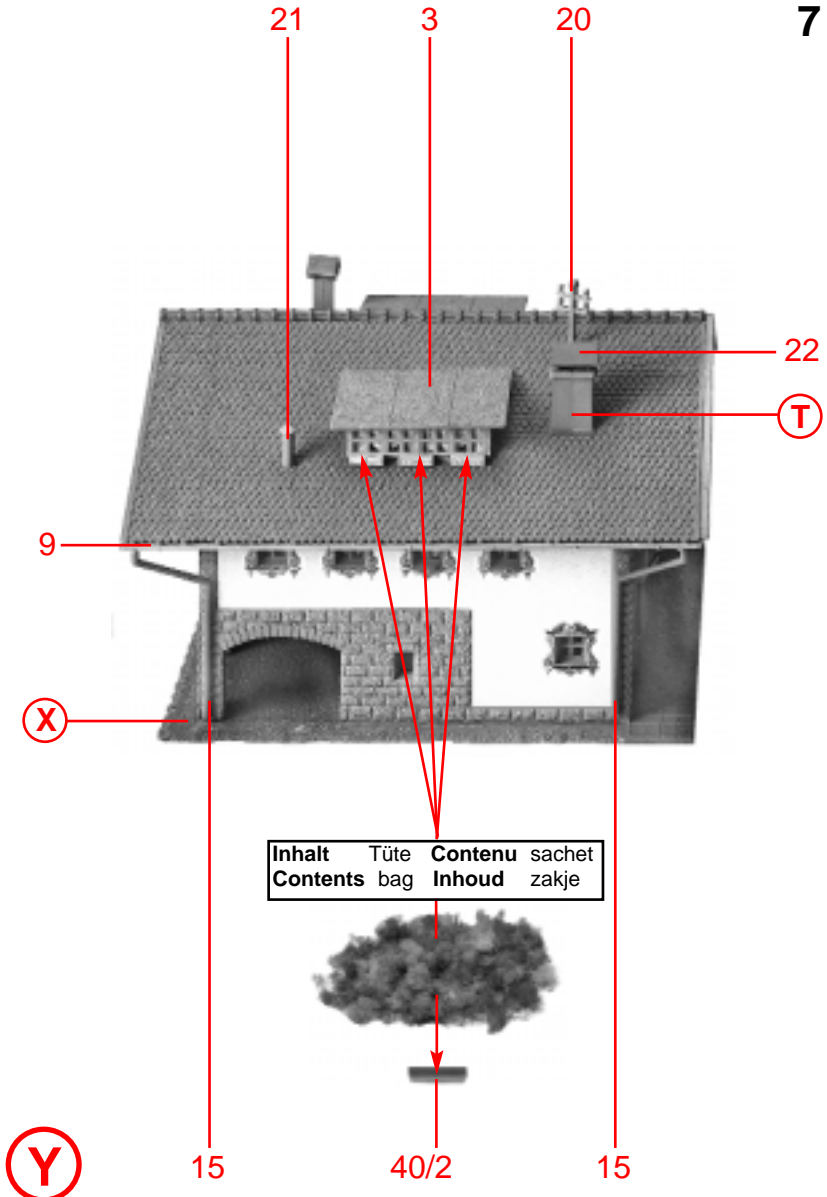 21 3 20 7
22
T
9
X
Inhalt Tüte Contenu sachet
Contents bag Inhoud zakje
Y 15 40/2 15